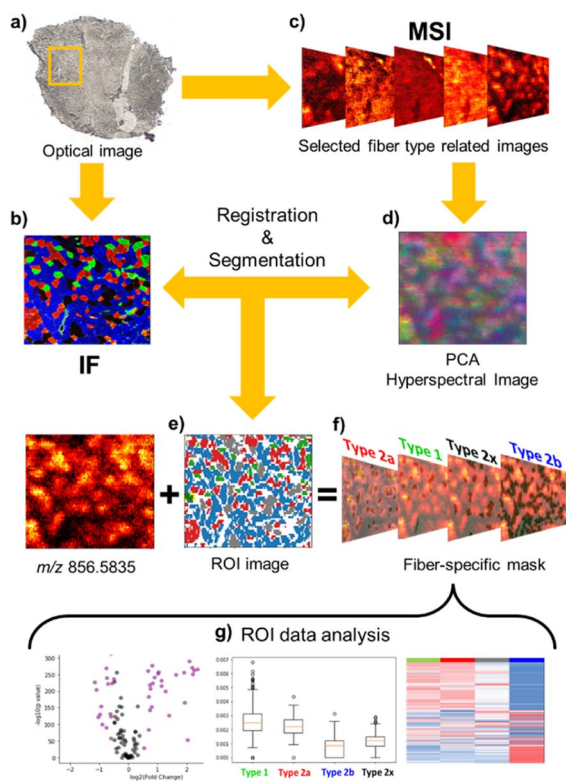 a)
Optical image
c)
MSI
Selected fiber type related images
b)
IF
Registration
&
Segmentation
d)
PCA
Hyperspectral Image
m/z 856.5835
+
e)
ROI image
=
f)
Type 2a
Type 1
Type 2x
Type 2b
Fiber-specific mask
g) ROI data analysis
-log10(p value)
300
250
200
150
100
50
0
-2 -1 0 1 2
log2(Fold Change)
0.007
0.006
0.005
0.004
0.003
0.002
0.001
0.000
Type 1 Type 2a Type 2b Type 2x